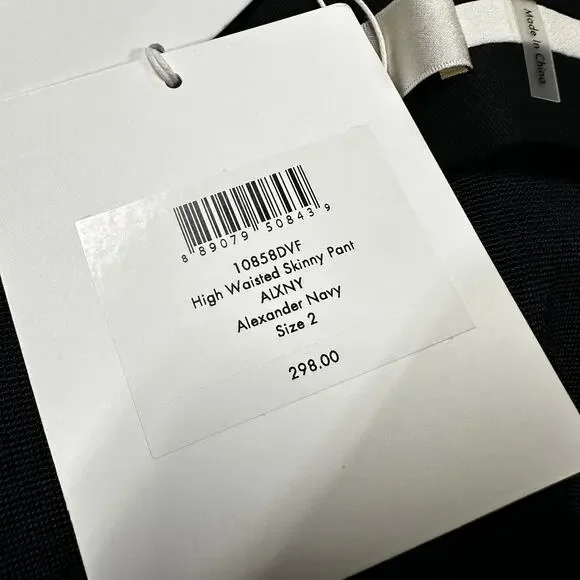 Made In China
8 89079 50843 9
10858DVF
High Waisted Skinny Pant
ALXNY
Alexander Navy
Size 2
298.00